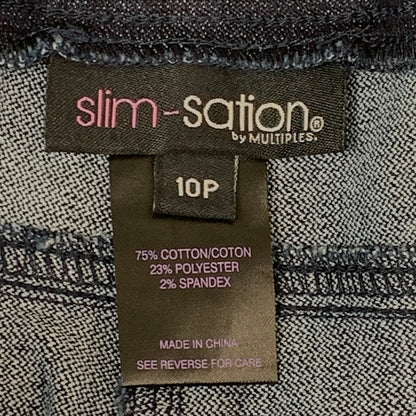 slim-sation®
by MULTIPLES®
10P
75% COTTON/COTON
23% POLYESTER
2% SPANDEX
MADE IN CHINA
SEE REVERSE FOR CARE